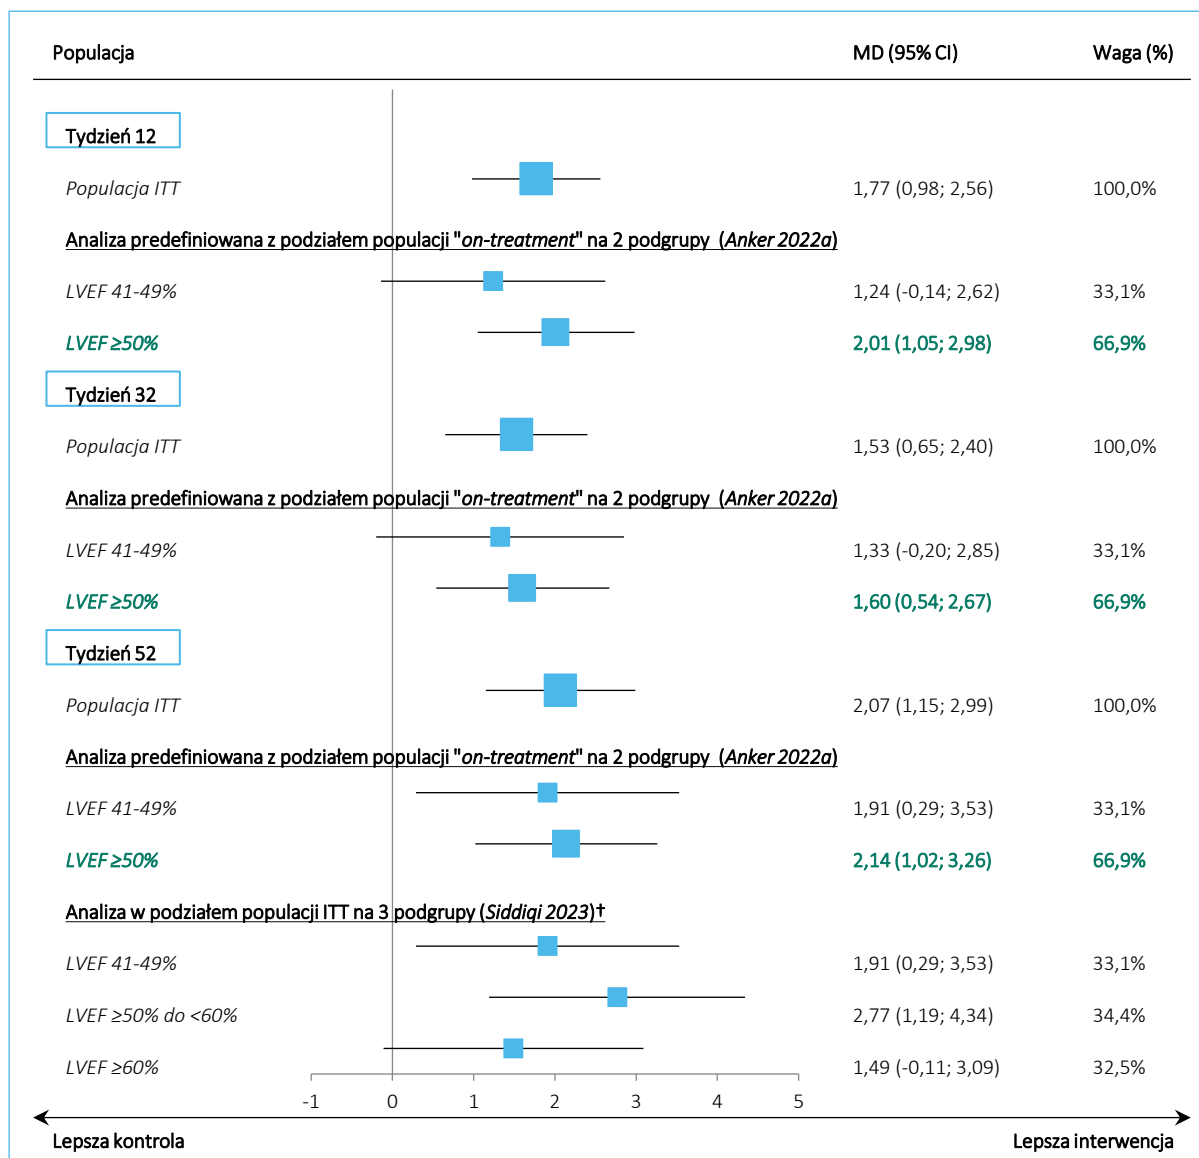 Populacja MD (95% CI) Waga (%)
Tydzień 12
Populacja ITT 1,77 (0,98; 2,56) 100,0%
Analiza predefiniowana z podziałem populacji "on-treatment" na 2 podgrupy (Anker 2022a)
LVEF 41-49% 1,24 (-0,14; 2,62) 33,1%
LVEF ≥50% 2,01 (1,05; 2,98) 66,9%
Tydzień 32
Populacja ITT 1,53 (0,65; 2,40) 100,0%
Analiza predefiniowana z podziałem populacji "on-treatment" na 2 podgrupy (Anker 2022a)
LVEF 41-49% 1,33 (-0,20; 2,85) 33,1%
LVEF ≥50% 1,60 (0,54; 2,67) 66,9%
Tydzień 52
Populacja ITT 2,07 (1,15; 2,99) 100,0%
Analiza predefiniowana z podziałem populacji "on-treatment" na 2 podgrupy (Anker 2022a)
LVEF 41-49% 1,91 (0,29; 3,53) 33,1%
LVEF ≥50% 2,14 (1,02; 3,26) 66,9%
Analiza w podziałem populacji ITT na 3 podgrupy (Siddiqi 2023)†
LVEF 41-49% 1,91 (0,29; 3,53) 33,1%
LVEF ≥50% do <60% 2,77 (1,19; 4,34) 34,4%
LVEF ≥60% 1,49 (-0,11; 3,09) 32,5%
-1 0 1 2 3 4 5
Lepsza kontrola Lepsza interwencja